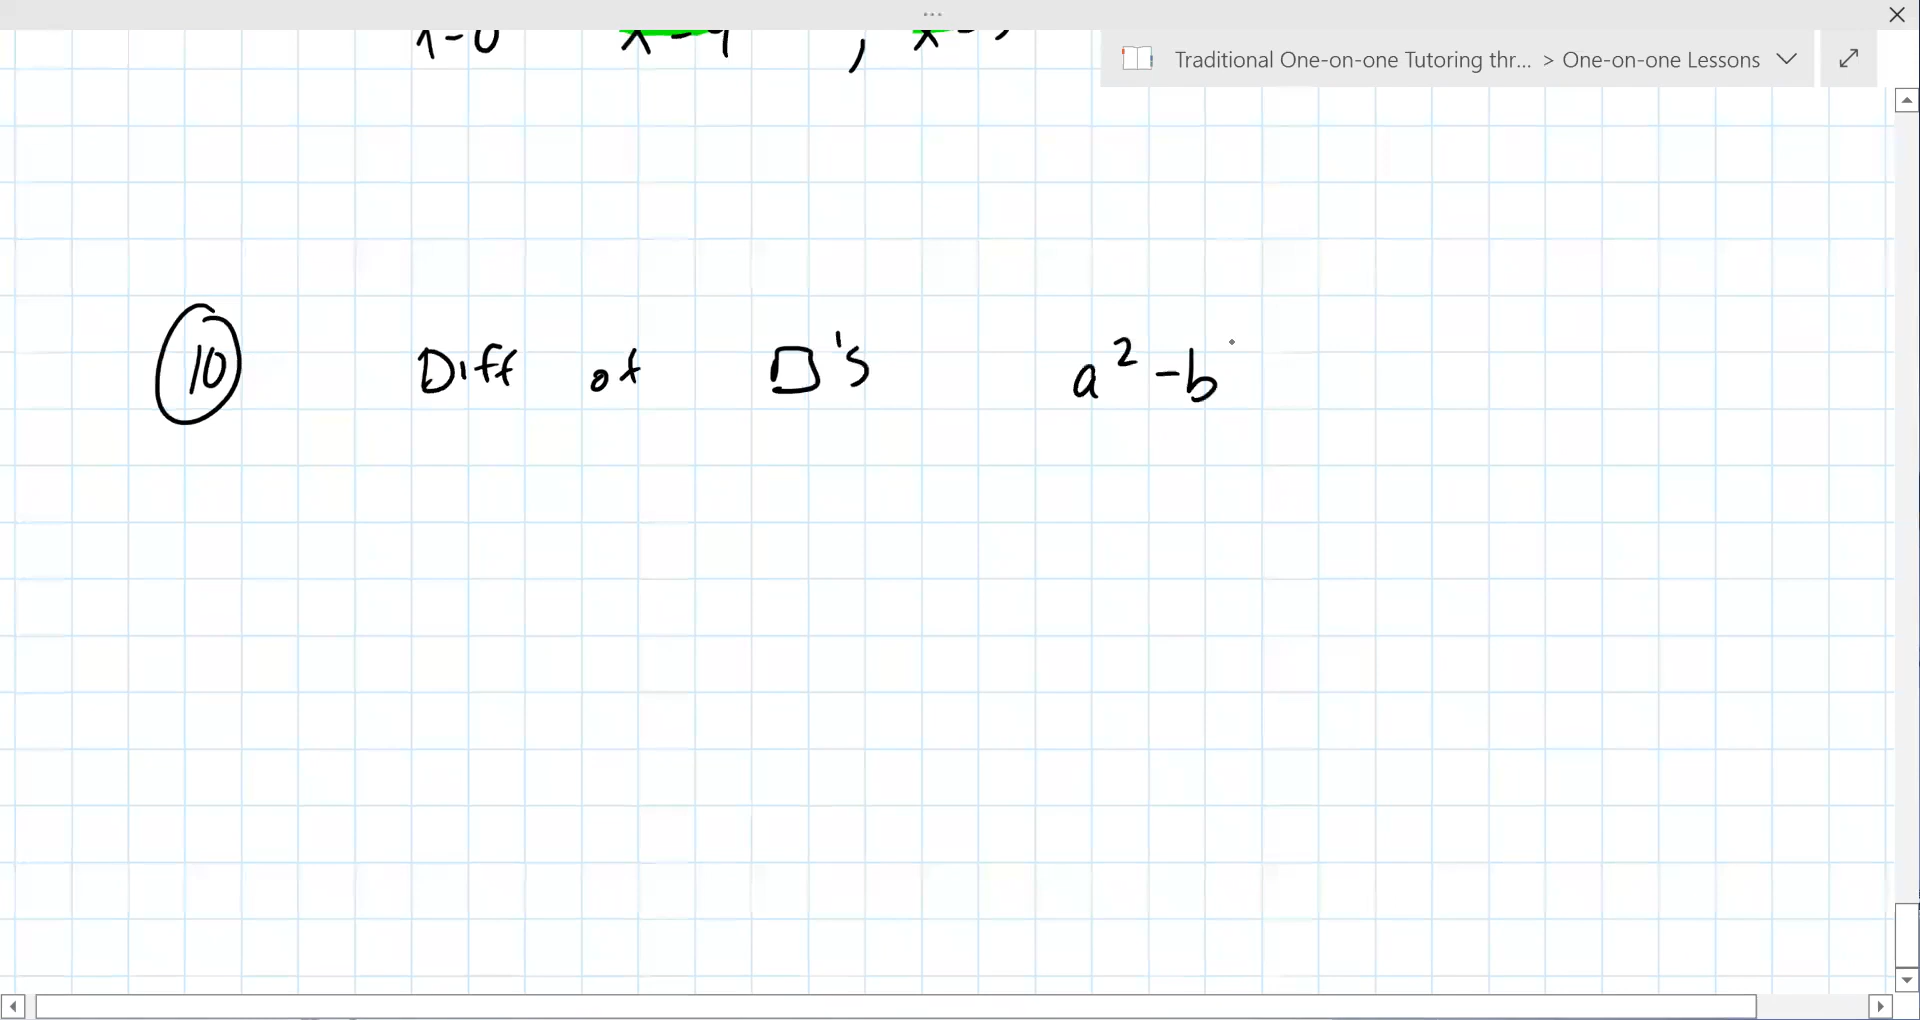 Traditional One-on-one Tutoring thr... > One-on-one Lessons
10 Diff of □'s a² - b